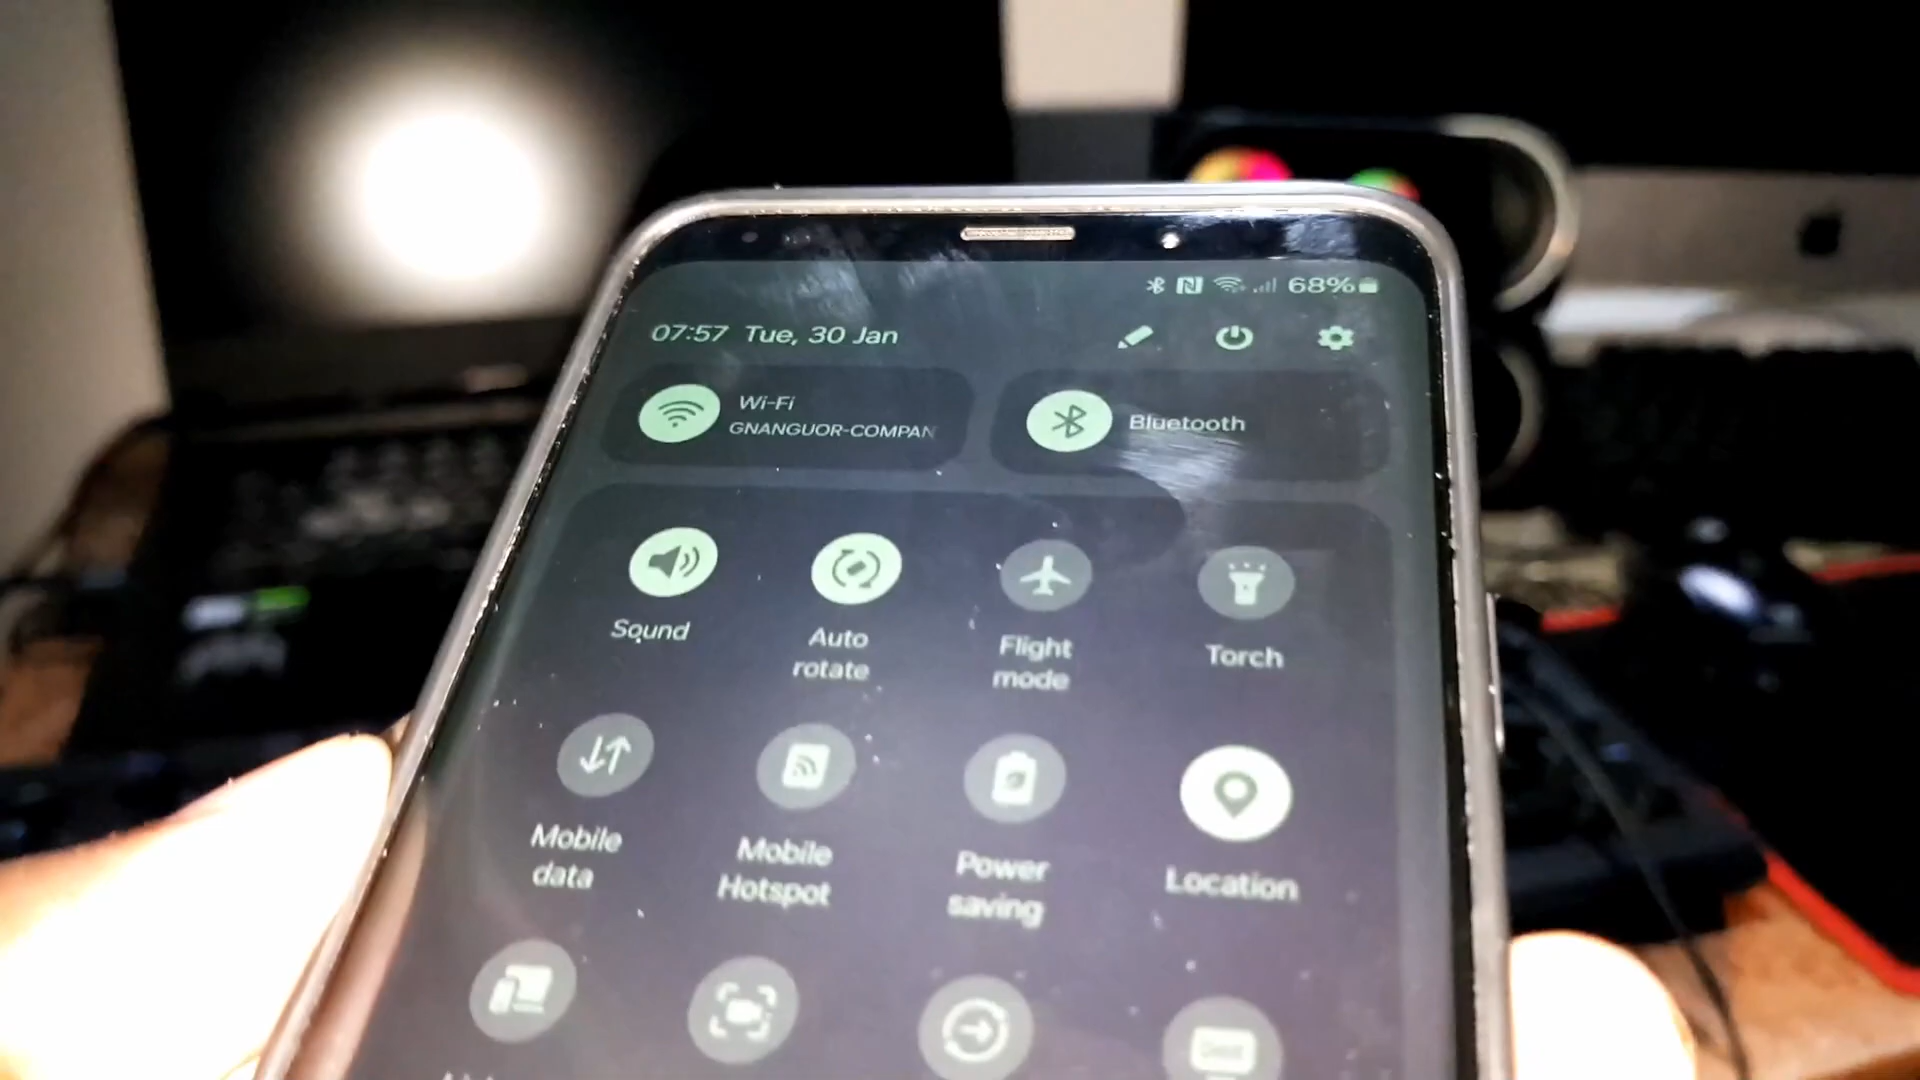 68%
07:57 Tue, 30 Jan
Wi-Fi
GNANGUOR-COMPAN
Bluetooth
Sound
Auto
rotate
Flight
mode
Torch
Mobile
data
Mobile
Hotspot
Power
saving
Location